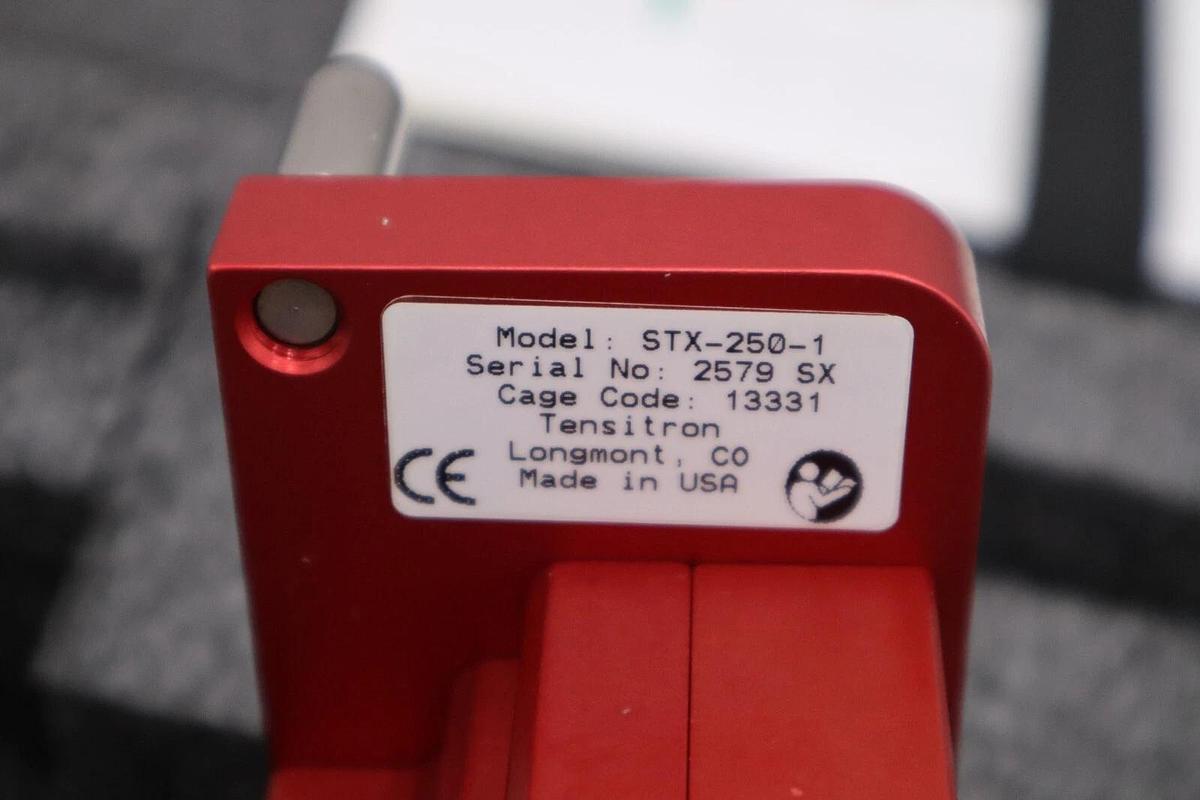 Model: STX-250-1
Serial No: 2579 SX
Cage Code: 13331
Tensitron
Longmont, CO
Made in USA
CE